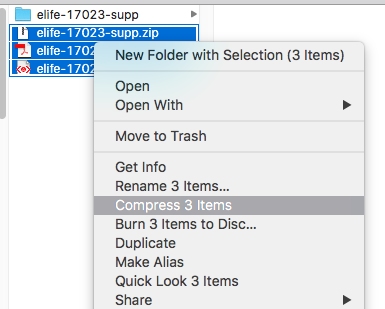 elife-17023-supp
elife-17023-supp.zip
elife-1702
elife-1702
New Folder with Selection (3 Items)
Open
Open With
Move to Trash
Get Info
Rename 3 Items...
Compress 3 Items
Burn 3 Items to Disc...
Duplicate
Make Alias
Quick Look 3 Items
Share